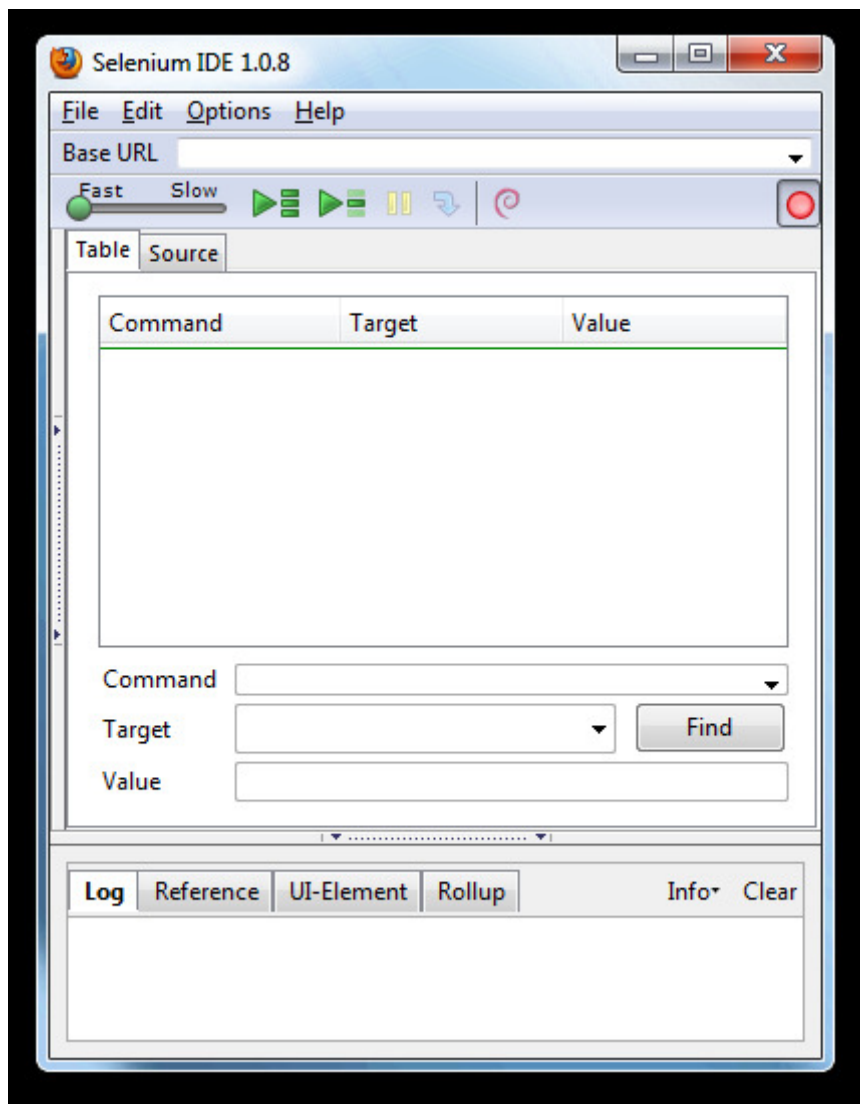 Selenium IDE 1.0.8
File Edit Options Help
Base URL
Fast Slow
Table Source
Command Target Value
Command
Target Find
Value
Log Reference UI-Element Rollup Info Clear